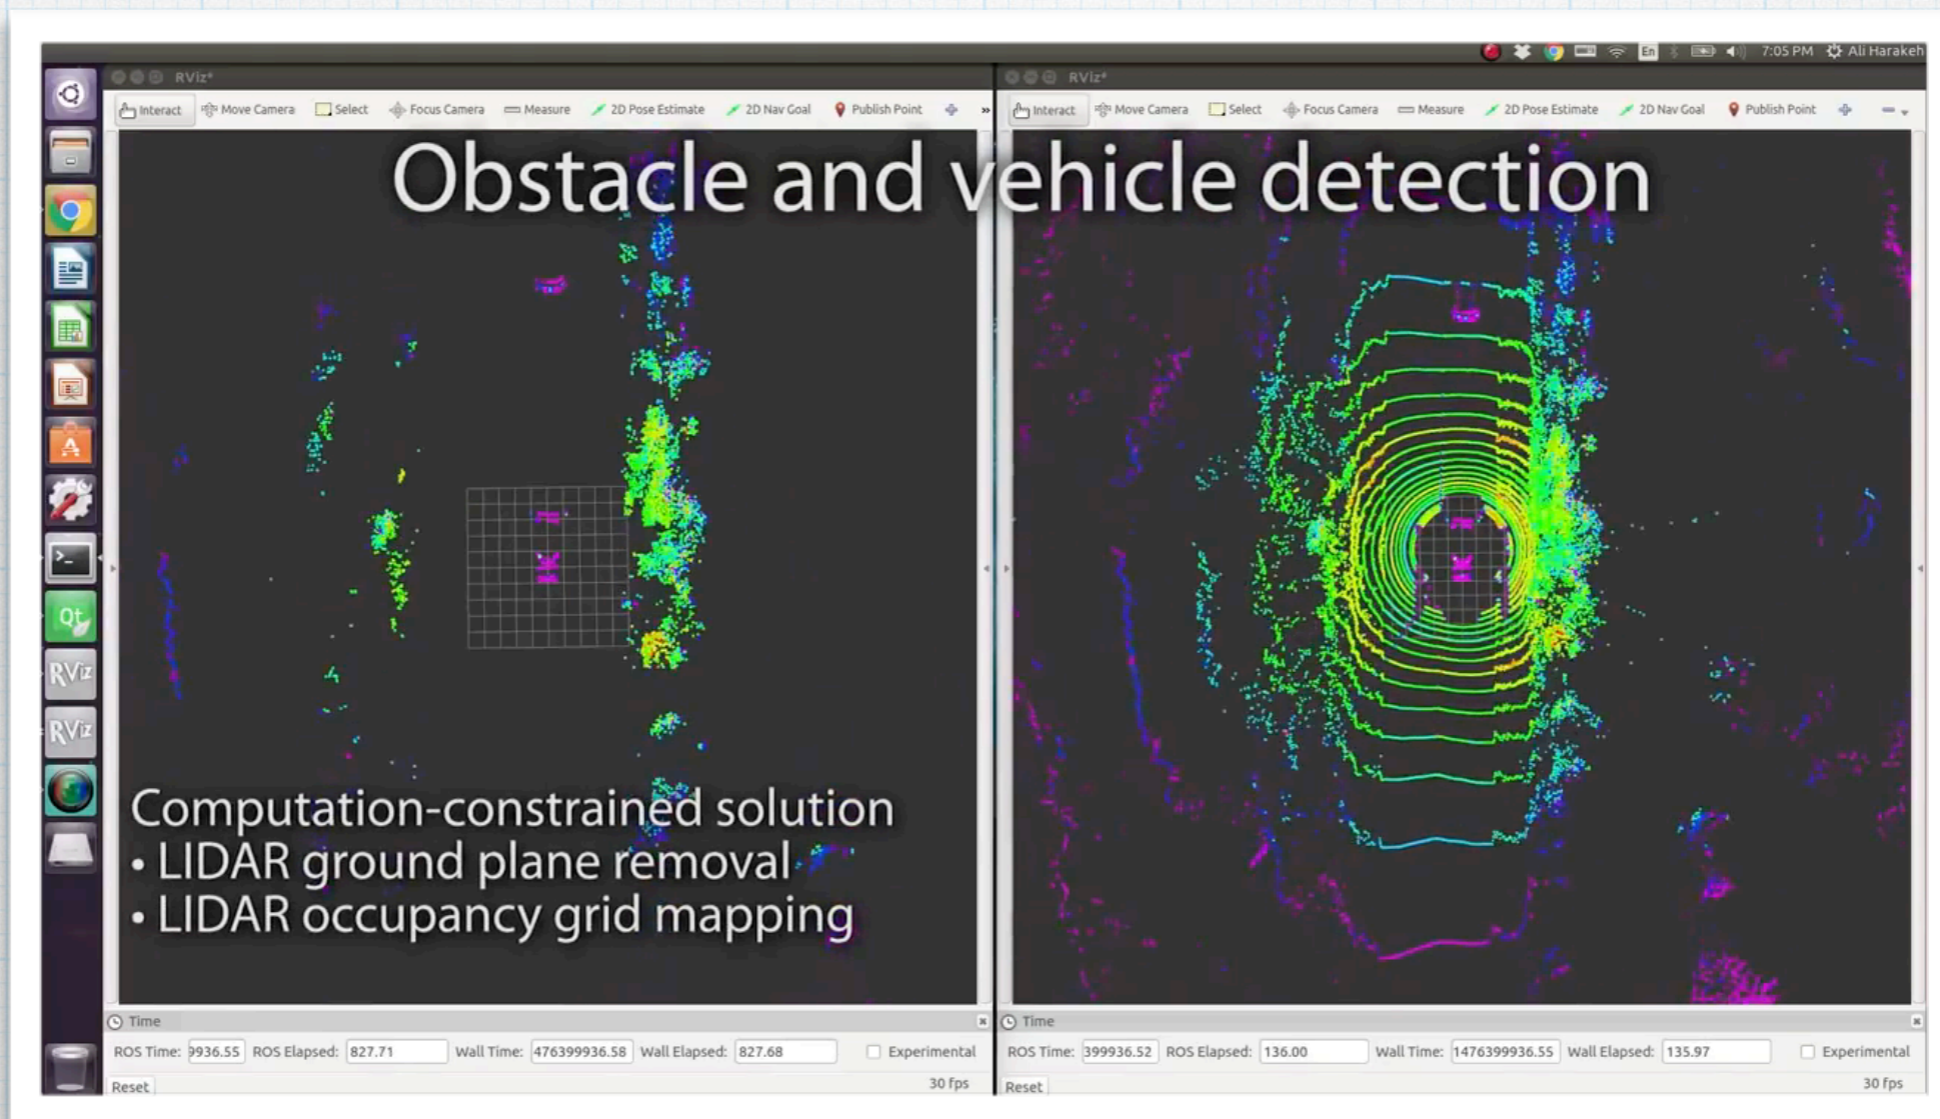 En 7:05 PM Ali Harakeh
RViz*
RViz*
Interact Move Camera Select Focus Camera Measure 2D Pose Estimate 2D Nav Goal Publish Point »
Interact Move Camera Select Focus Camera Measure 2D Pose Estimate 2D Nav Goal Publish Point
Obstacle and vehicle detection
Qt
RViz
RViz
Computation-constrained solution
• LIDAR ground plane removal
• LIDAR occupancy grid mapping
Time
Time
ROS Time: 9936.55 ROS Elapsed: 827.71 Wall Time: 476399936.58 Wall Elapsed: 827.68 Experimental
ROS Time: 399936.52 ROS Elapsed: 136.00 Wall Time: 1476399936.55 Wall Elapsed: 135.97 Experimental
Reset 30 fps
Reset 30 fps